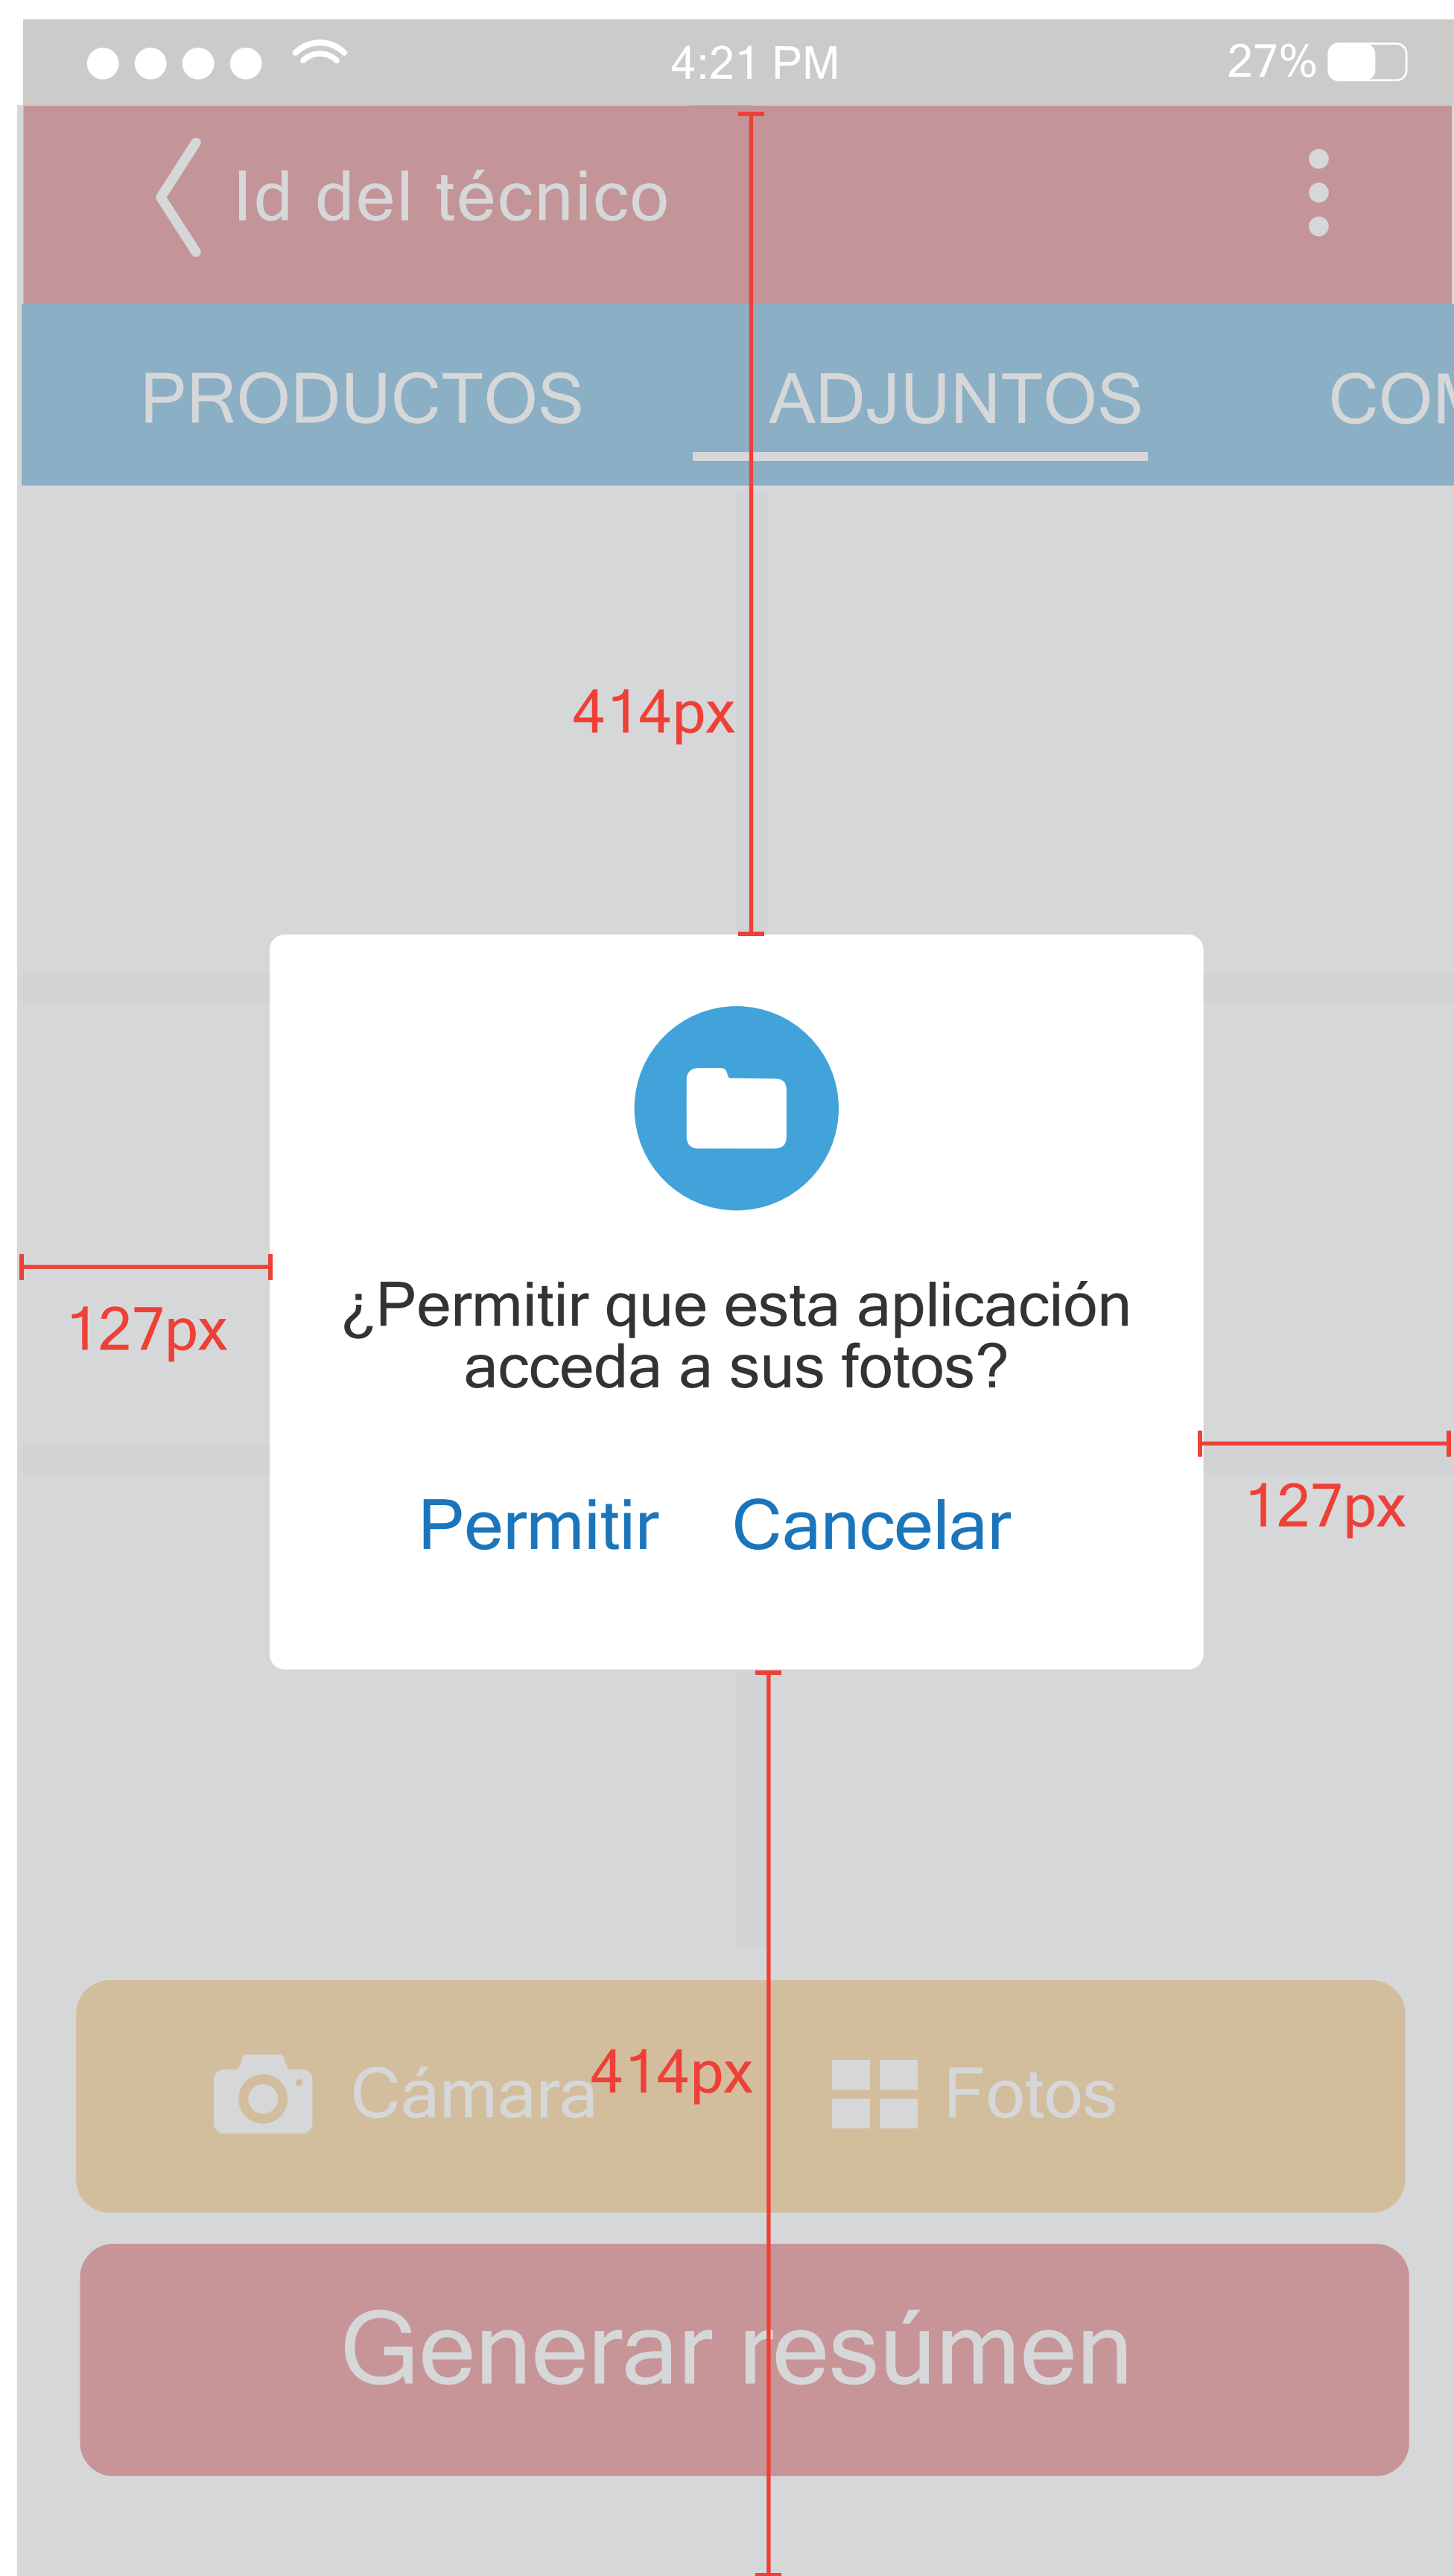 4:21 PM 27%
Id del técnico
PRODUCTOS ADJUNTOS COM
414px
¿Permitir que esta aplicación
acceda a sus fotos?
127px
127px
Permitir Cancelar
Cámara 414px Fotos
Generar resúmen